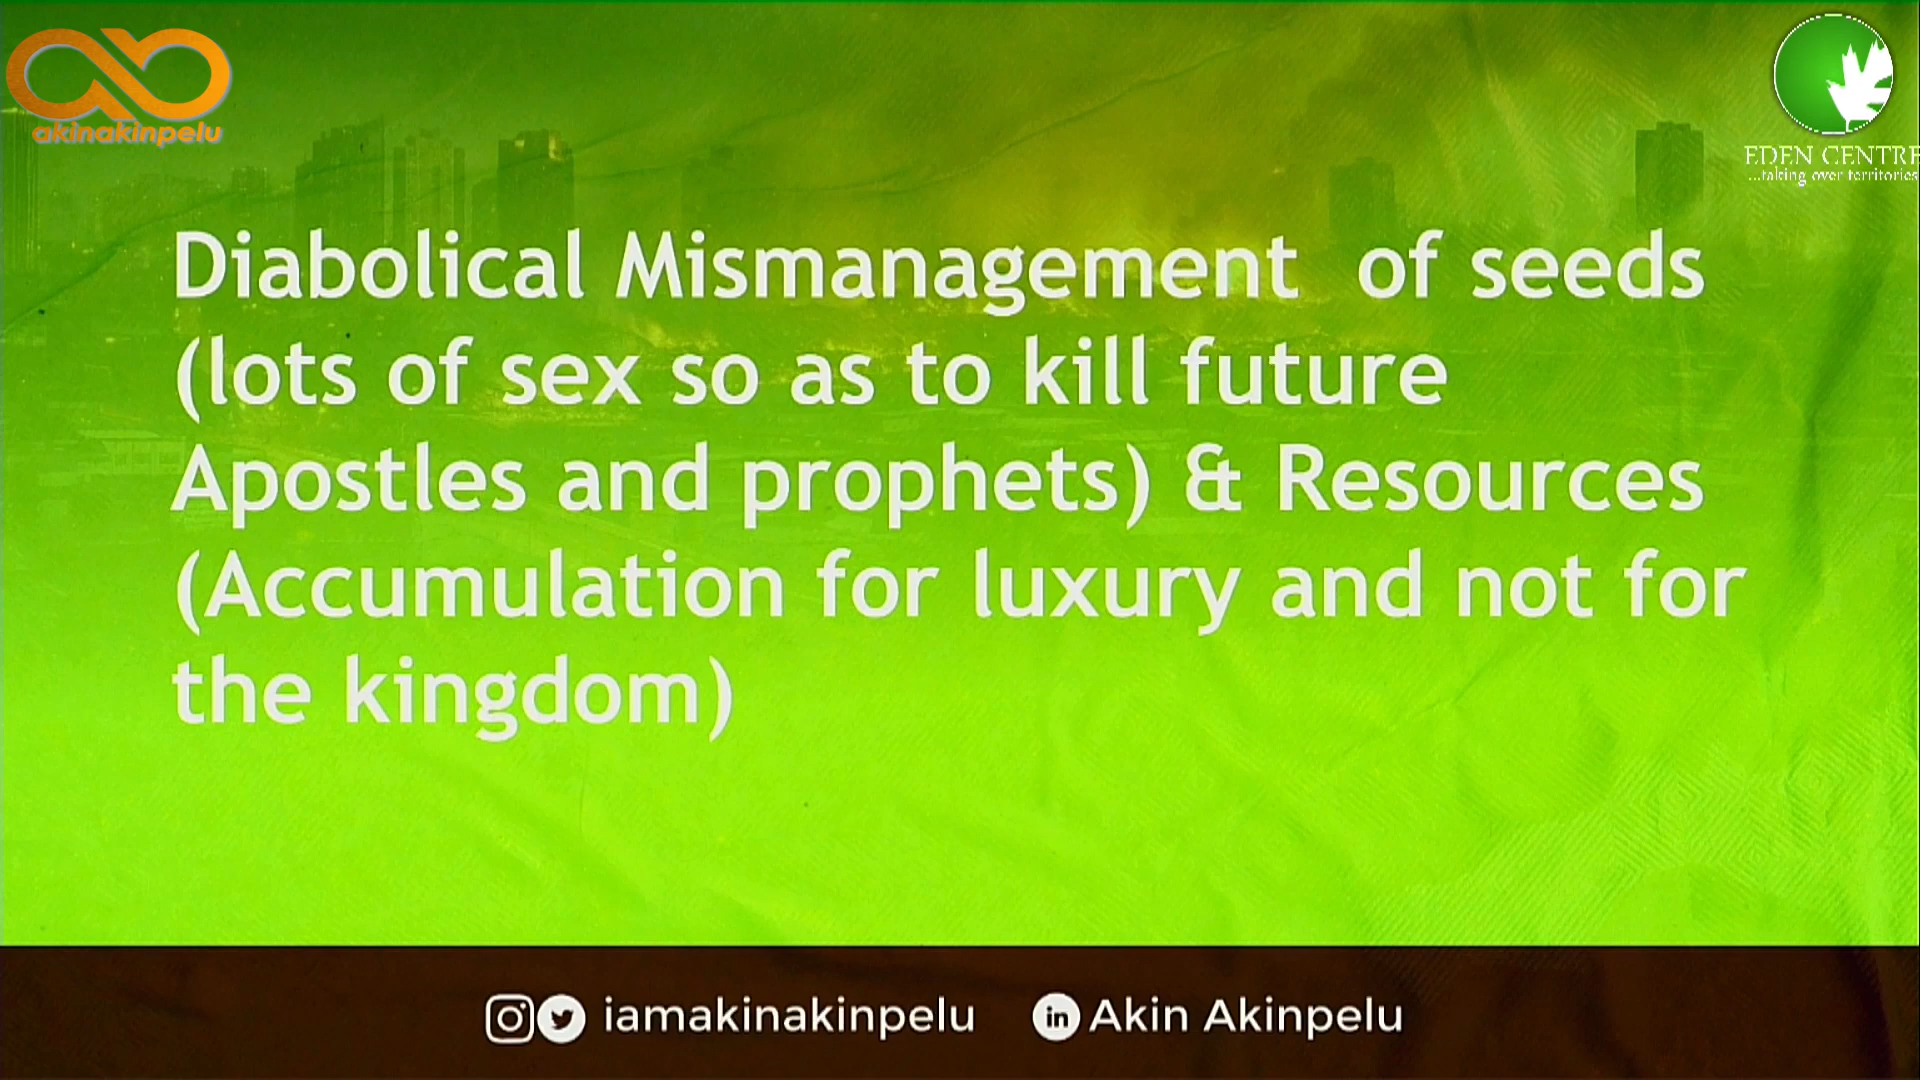 akinakinpelu
EDEN CENTRE
...taking over territories
Diabolical Mismanagement of seeds
(lots of sex so as to kill future
Apostles and prophets) & Resources
(Accumulation for luxury and not for
the kingdom)
iamakinakinpelu
in Akin Akinpelu